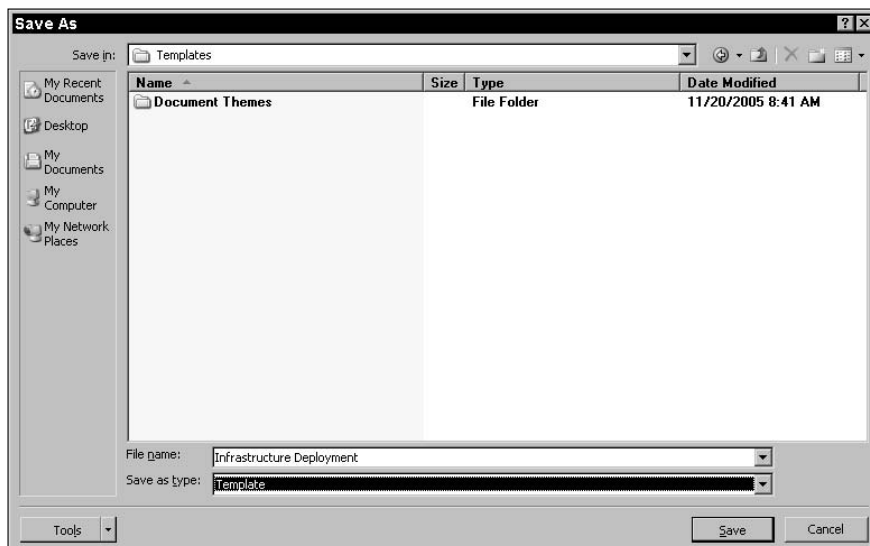 Save As
Save in:
Templates
My Recent
Documents
Desktop
My
Documents
My
Computer
My Network
Places
Name Size Type Date Modified
Document Themes File Folder 11/20/2005 8:41 AM
File name: Infrastructure Deployment
Save as type: Template
Tools Save Cancel